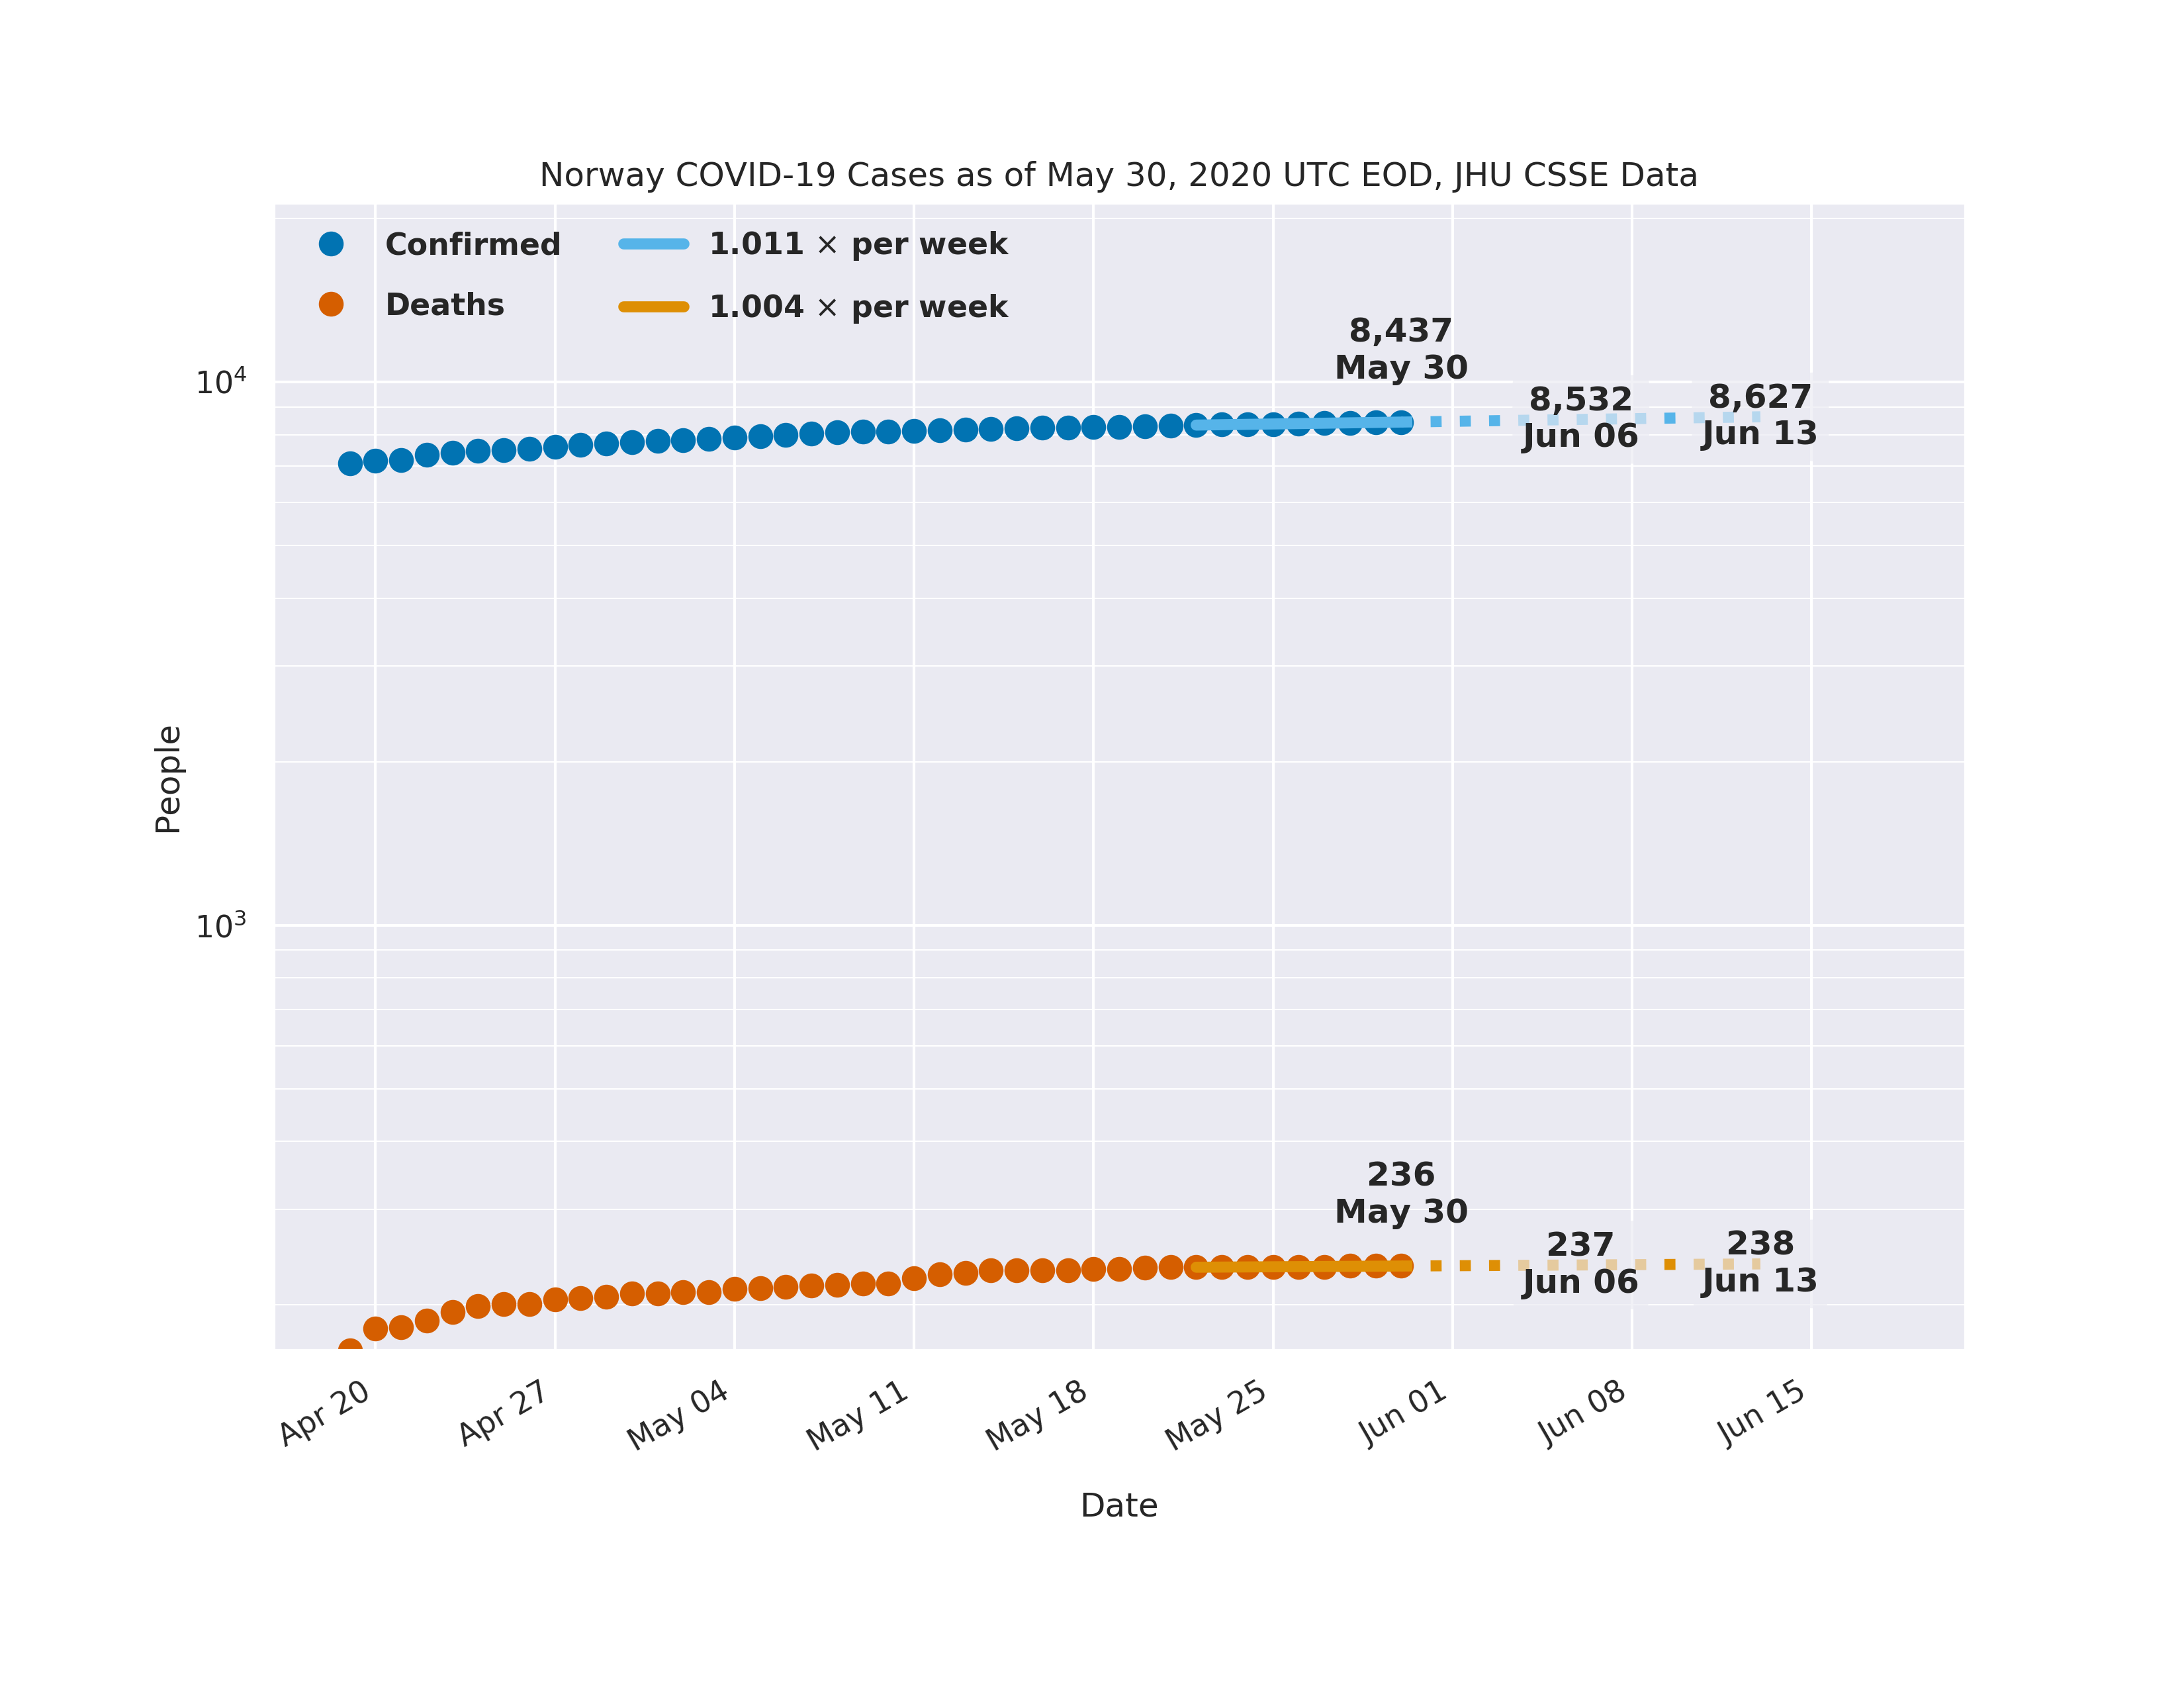 Norway COVID-19 Cases as of May 30, 2020 UTC EOD, JHU CSSE Data
Confirmed
Deaths
1.011 × per week
1.004 × per week
8,437
May 30
8,532
Jun 06
8,627
Jun 13
10⁴
People
10³
236
May 30
237
Jun 06
238
Jun 13
Apr 20
Apr 27
May 04
May 11
May 18
May 25
Jun 01
Jun 08
Jun 15
Date